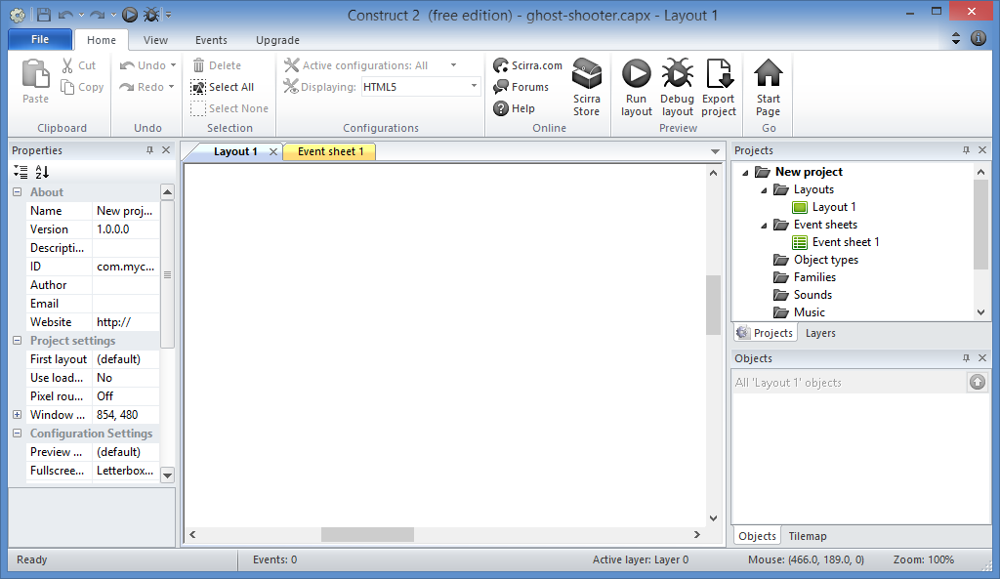 Construct 2 (free edition) - ghost-shooter.capx - Layout 1
File Home View Events Upgrade
Paste
Cut
Copy
Clipboard
Undo
Redo
Undo
Delete
Select All
Select None
Selection
Active configurations: All
Displaying: HTML5
Configurations
Scirra.com
Forums
Help
Scirra
Store
Online
Run
layout
Debug
layout
Export
project
Preview
Start
Page
Go
Properties
About
Name New proj...
Version 1.0.0.0
Descripti...
ID com.myc...
Author
Email
Website http://
Project settings
First layout (default)
Use load... No
Pixel rou... Off
Window ... 854, 480
Configuration Settings
Preview ... (default)
Fullscree... Letterbox...
Layout 1 Event sheet 1
Projects
New project
Layouts
Layout 1
Event sheets
Event sheet 1
Object types
Families
Sounds
Music
Projects Layers
Objects
All 'Layout 1' objects
Objects Tilemap
Ready Events: 0 Active layer: Layer 0 Mouse: (466.0, 189.0, 0) Zoom: 100%